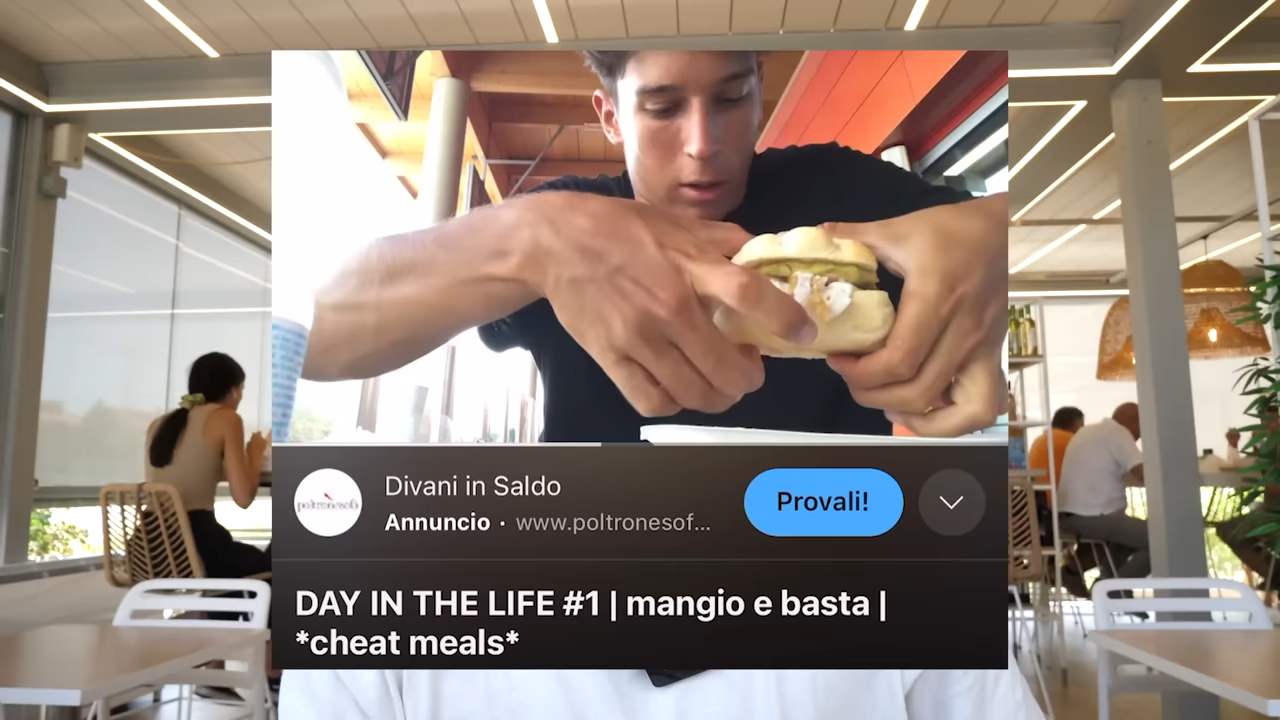 Divani in Saldo
Annuncio · www.poltronesof...
Provali!
DAY IN THE LIFE #1 | mangio e basta |
*cheat meals*